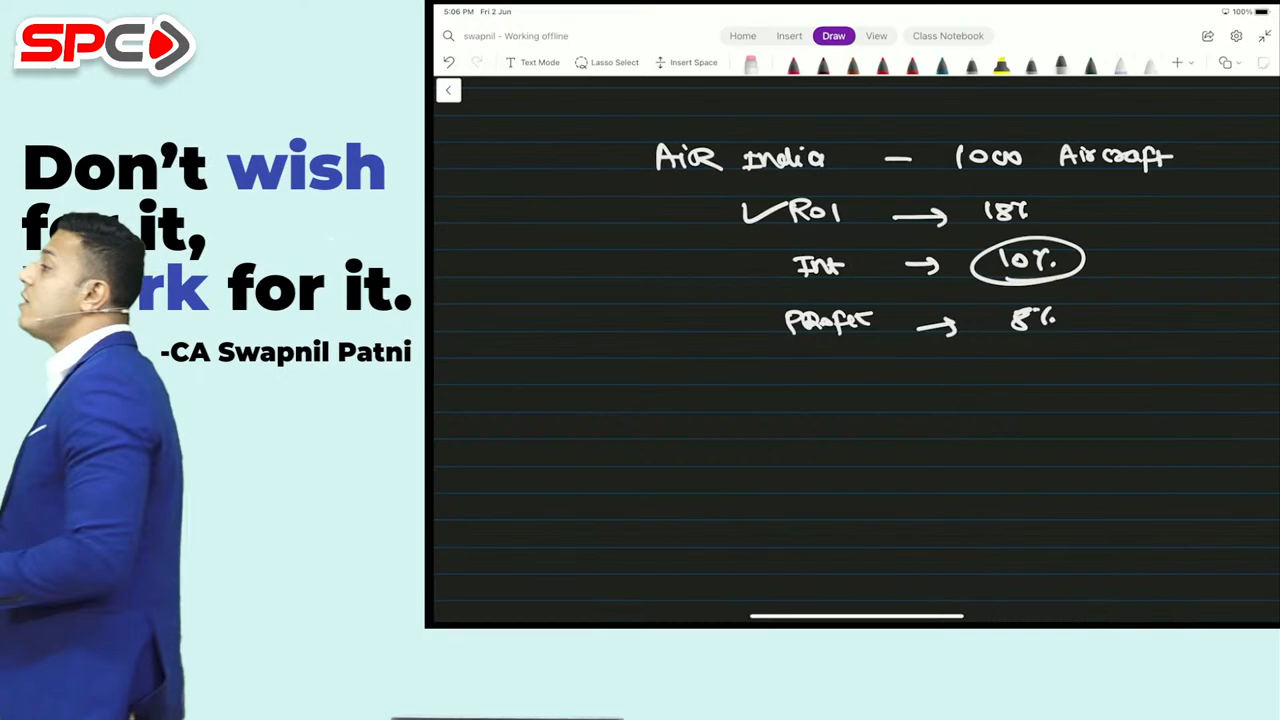 SPC
Don't wish
for it,
rk for it.
-CA Swapnil Patni
5:06 PM Fri 2 Jun
100%
swapnil - Working offline
Home Insert Draw View Class Notebook
Text Mode Lasso Select Insert Space
AiR India — 1000 Aircraft
✓ROI → 18%
Int → 10%
Profit → 8%